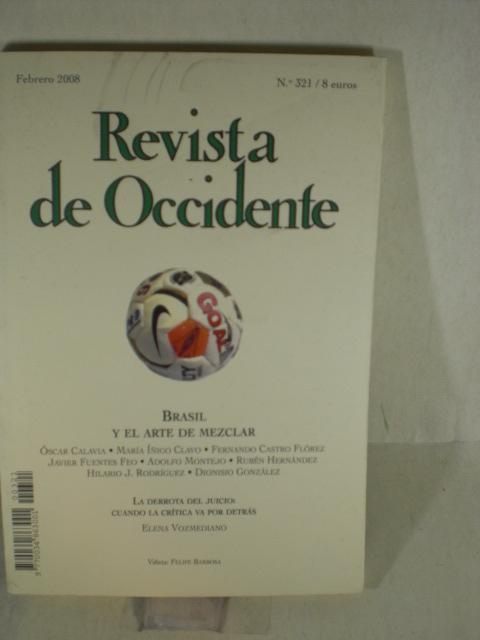 Febrero 2008
N.º 321 / 8 euros
Revista
de Occidente
GOAL
BRASIL
Y EL ARTE DE MEZCLAR
ÓSCAR CALAVIA • MARÍA ÍÑIGO CLAVO • FERNANDO CASTRO FLÓREZ
JAVIER FUENTES FEO • ADOLFO MONTEJO • RUBÉN HERNÁNDEZ
HILARIO J. RODRÍGUEZ • DIONISIO GONZÁLEZ
LA DERROTA DEL JUICIO:
CUANDO LA CRÍTICA VA POR DETRÁS
ELENA VOZMEDIANO
Viñeta: FELIPE BARBOSA